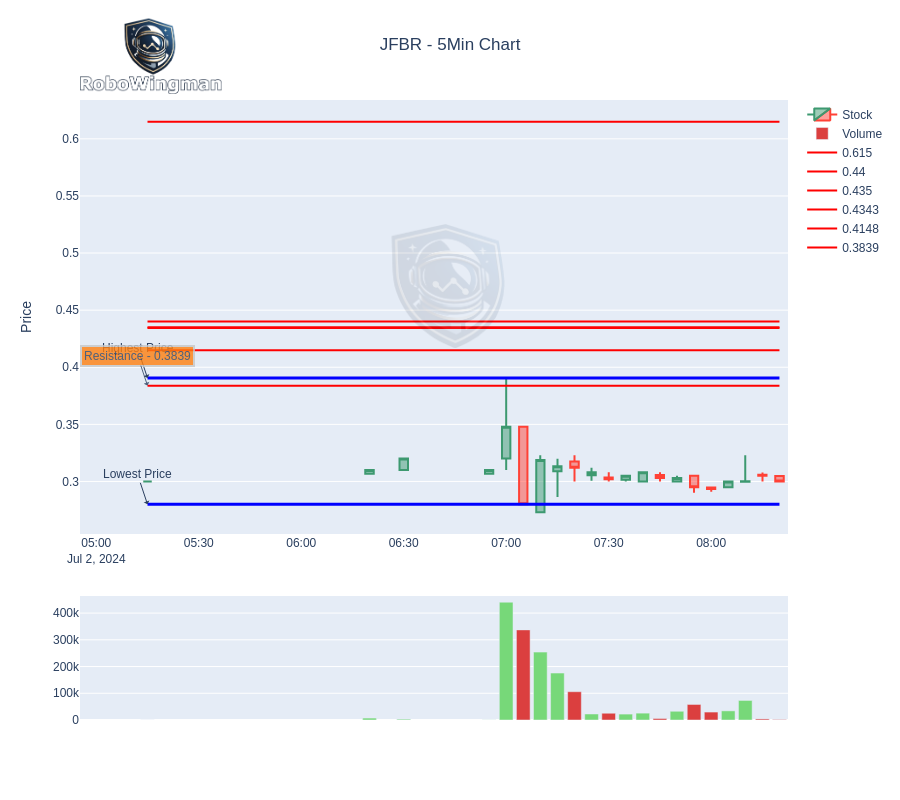 RoboWingman
JFBR - 5Min Chart
Price
0.6
0.55
0.5
0.45
0.4
0.35
0.3
Highest Price
Resistance - 0.3839
Lowest Price
05:00
05:30
06:00
06:30
07:00
07:30
08:00
Jul 2, 2024
400k
300k
200k
100k
0
Stock
Volume
0.615
0.44
0.435
0.4343
0.4148
0.3839